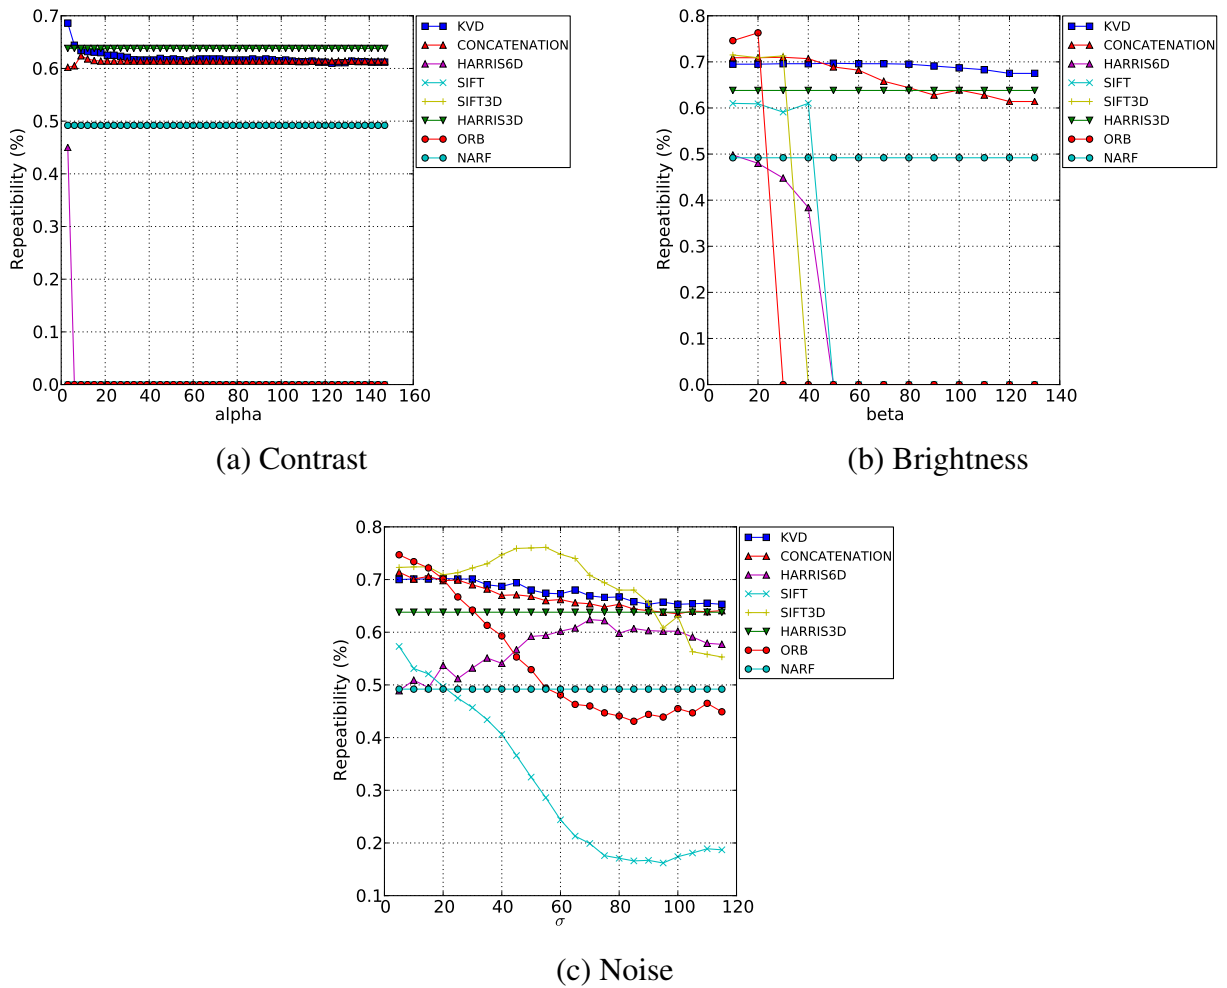 0.7
0.6
0.5
0.4
0.3
0.2
0.1
0.0
Repeatibility (%)
0 20 40 60 80 100 120 140 160
alpha
KVD
CONCATENATION
HARRIS6D
SIFT
SIFT3D
HARRIS3D
ORB
NARF
(a) Contrast
0.8
0.7
0.6
0.5
0.4
0.3
0.2
0.1
0.0
Repeatibility (%)
0 20 40 60 80 100 120 140
beta
KVD
CONCATENATION
HARRIS6D
SIFT
SIFT3D
HARRIS3D
ORB
NARF
(b) Brightness
0.8
0.7
0.6
0.5
0.4
0.3
0.2
0.1
Repeatibility (%)
0 20 40 60 80 100 120
σ
KVD
CONCATENATION
HARRIS6D
SIFT
SIFT3D
HARRIS3D
ORB
NARF
(c) Noise